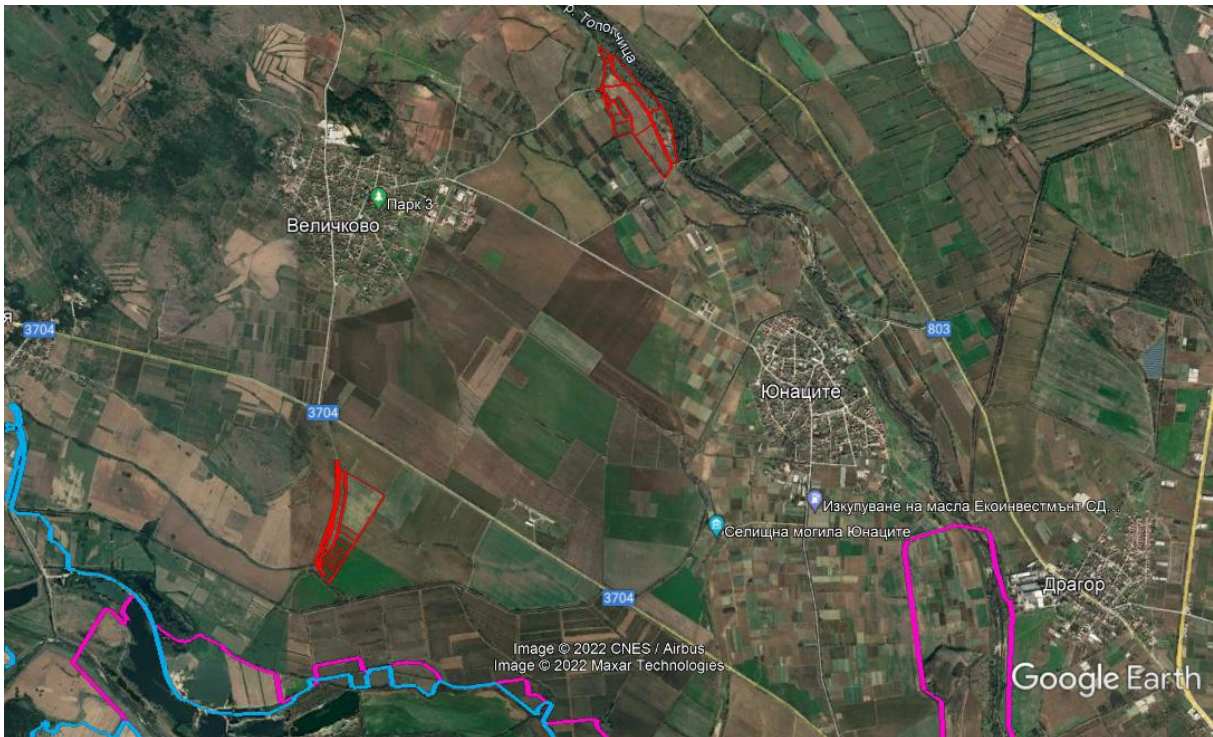 р. Тополница
Парк 3
Величково
я
3704
803
Юнаците
3704
Изкупуване на масла Екоинвестмънт СД...
Селищна могила Юнаците
Драгор
3704
Image © 2022 CNES / Airbus
Image © 2022 Maxar Technologies
Google Earth